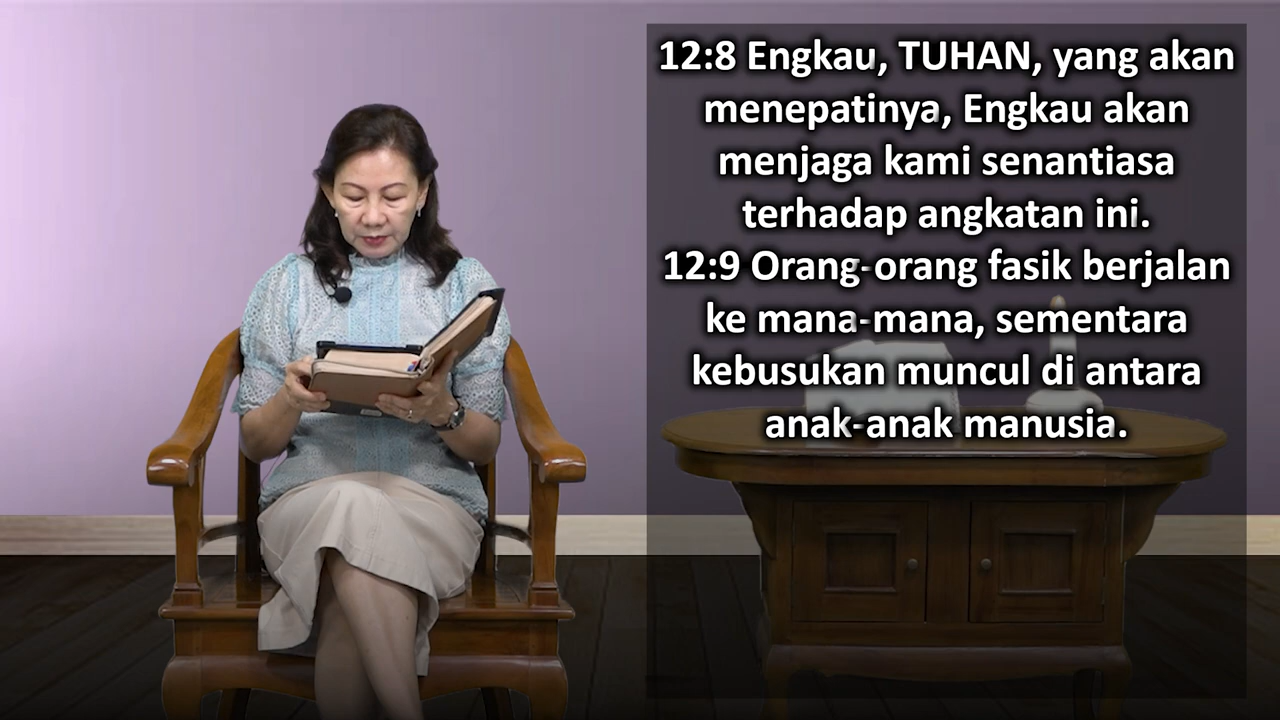 12:8 Engkau, TUHAN, yang akan
menepatinya, Engkau akan
menjaga kami senantiasa
terhadap angkatan ini.
12:9 Orang-orang fasik berjalan
ke mana-mana, sementara
kebusukan muncul di antara
anak-anak manusia.